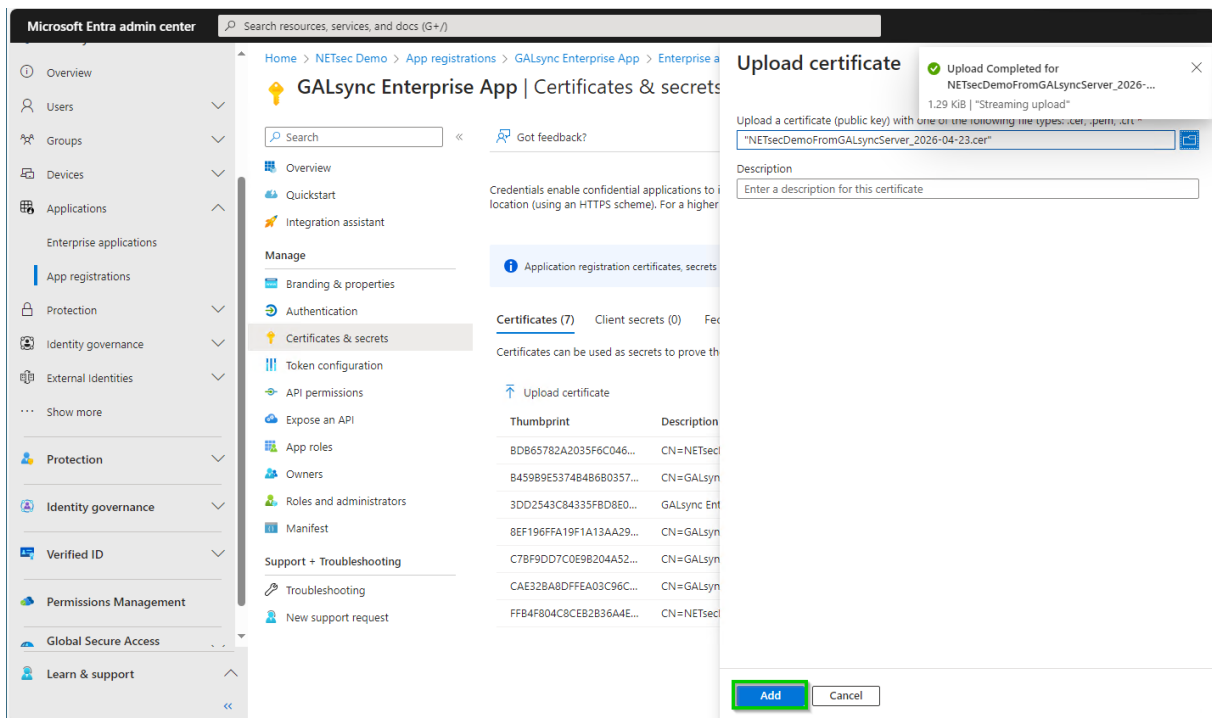 Microsoft Entra admin center
Search resources, services, and docs (G+/)
Overview
Users
Groups
Devices
Applications
Enterprise applications
App registrations
Protection
Identity governance
External Identities
Show more
Protection
Identity governance
Verified ID
Permissions Management
Global Secure Access
Learn & support
Home > NETsec Demo > App registrations > GALsync Enterprise App > Enterprise a
GALsync Enterprise App | Certificates & secrets
Search
Got feedback?
Overview
Quickstart
Integration assistant
Manage
Branding & properties
Authentication
Certificates & secrets
Token configuration
API permissions
Expose an API
App roles
Owners
Roles and administrators
Manifest
Support + Troubleshooting
Troubleshooting
New support request
Credentials enable confidential applications to i
location (using an HTTPS scheme). For a higher
Application registration certificates, secrets
Certificates (7) Client secrets (0) Fed
Certificates can be used as secrets to prove th
Upload certificate
Thumbprint Description
BDB65782A2035F6C046... CN=NETsec
B459B9E5374B4B6B0357... CN=GALsyn
3DD2543C84335FBD8E0... GALsync Ent
8EF196FFA19F1A13AA29... CN=GALsyn
C7BF9DD7C0E9B204A52... CN=GALsyn
CAE32BA8DFFEA03C96C... CN=GALsyn
FFB4F804C8CEB2B36A4E... CN=NETsec
Upload certificate
Upload Completed for
NETsecDemoFromGALsyncServer_2026-...
1.29 KiB | "Streaming upload"
Upload a certificate (public key) with one of the following file types: .cer, .pem, .crt *
"NETsecDemoFromGALsyncServer_2026-04-23.cer"
Description
Enter a description for this certificate
Add
Cancel